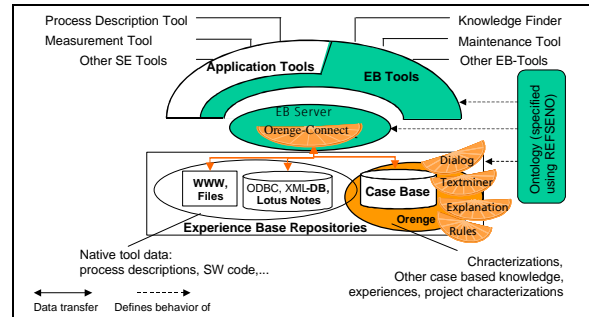 Process Description Tool
Knowledge Finder
Measurement Tool
Maintenance Tool
Other SE Tools
Other EB-Tools
Application Tools
EB Tools
EB Server
Orenge-Connect
Ontology (specified
using REFSENO)
WWW,
Files
ODBC, XML-DB,
Lotus Notes
Case Base
Dialog
Textminer
Explanation
Rules
Orenge
Experience Base Repositories
Native tool data:
process descriptions, SW code,...
Chracterizations,
Other case based knowledge,
experiences, project characterizations
Data transfer
Defines behavior of